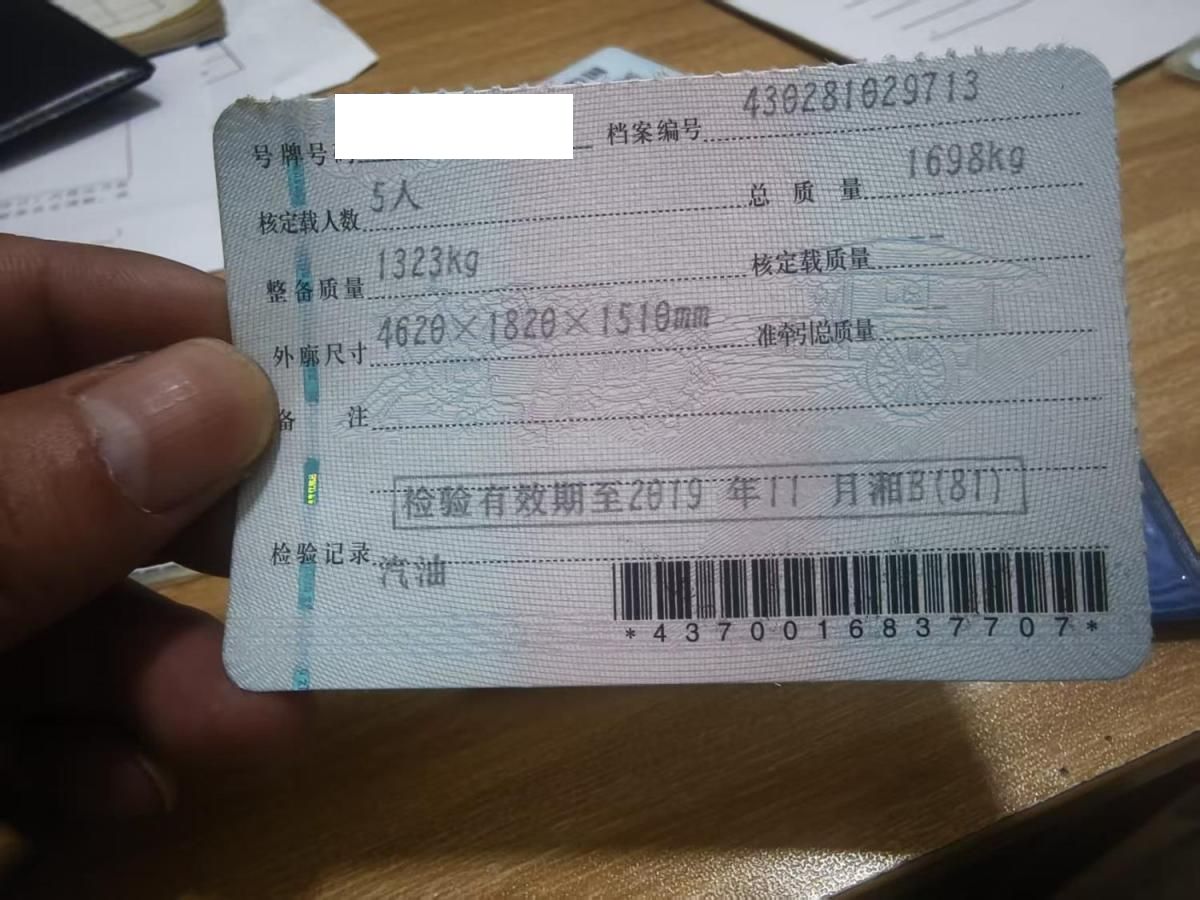 号牌号码 档案编号 430281029713
核定载人数 5人 总质量 1698kg
整备质量 1323kg 核定载质量 --
外廓尺寸 4620×1820×1510mm 准牵引总质量 --
备注
检验有效期至2019 年11 月湘B(81)
检验记录 汽油
*4370016837707*